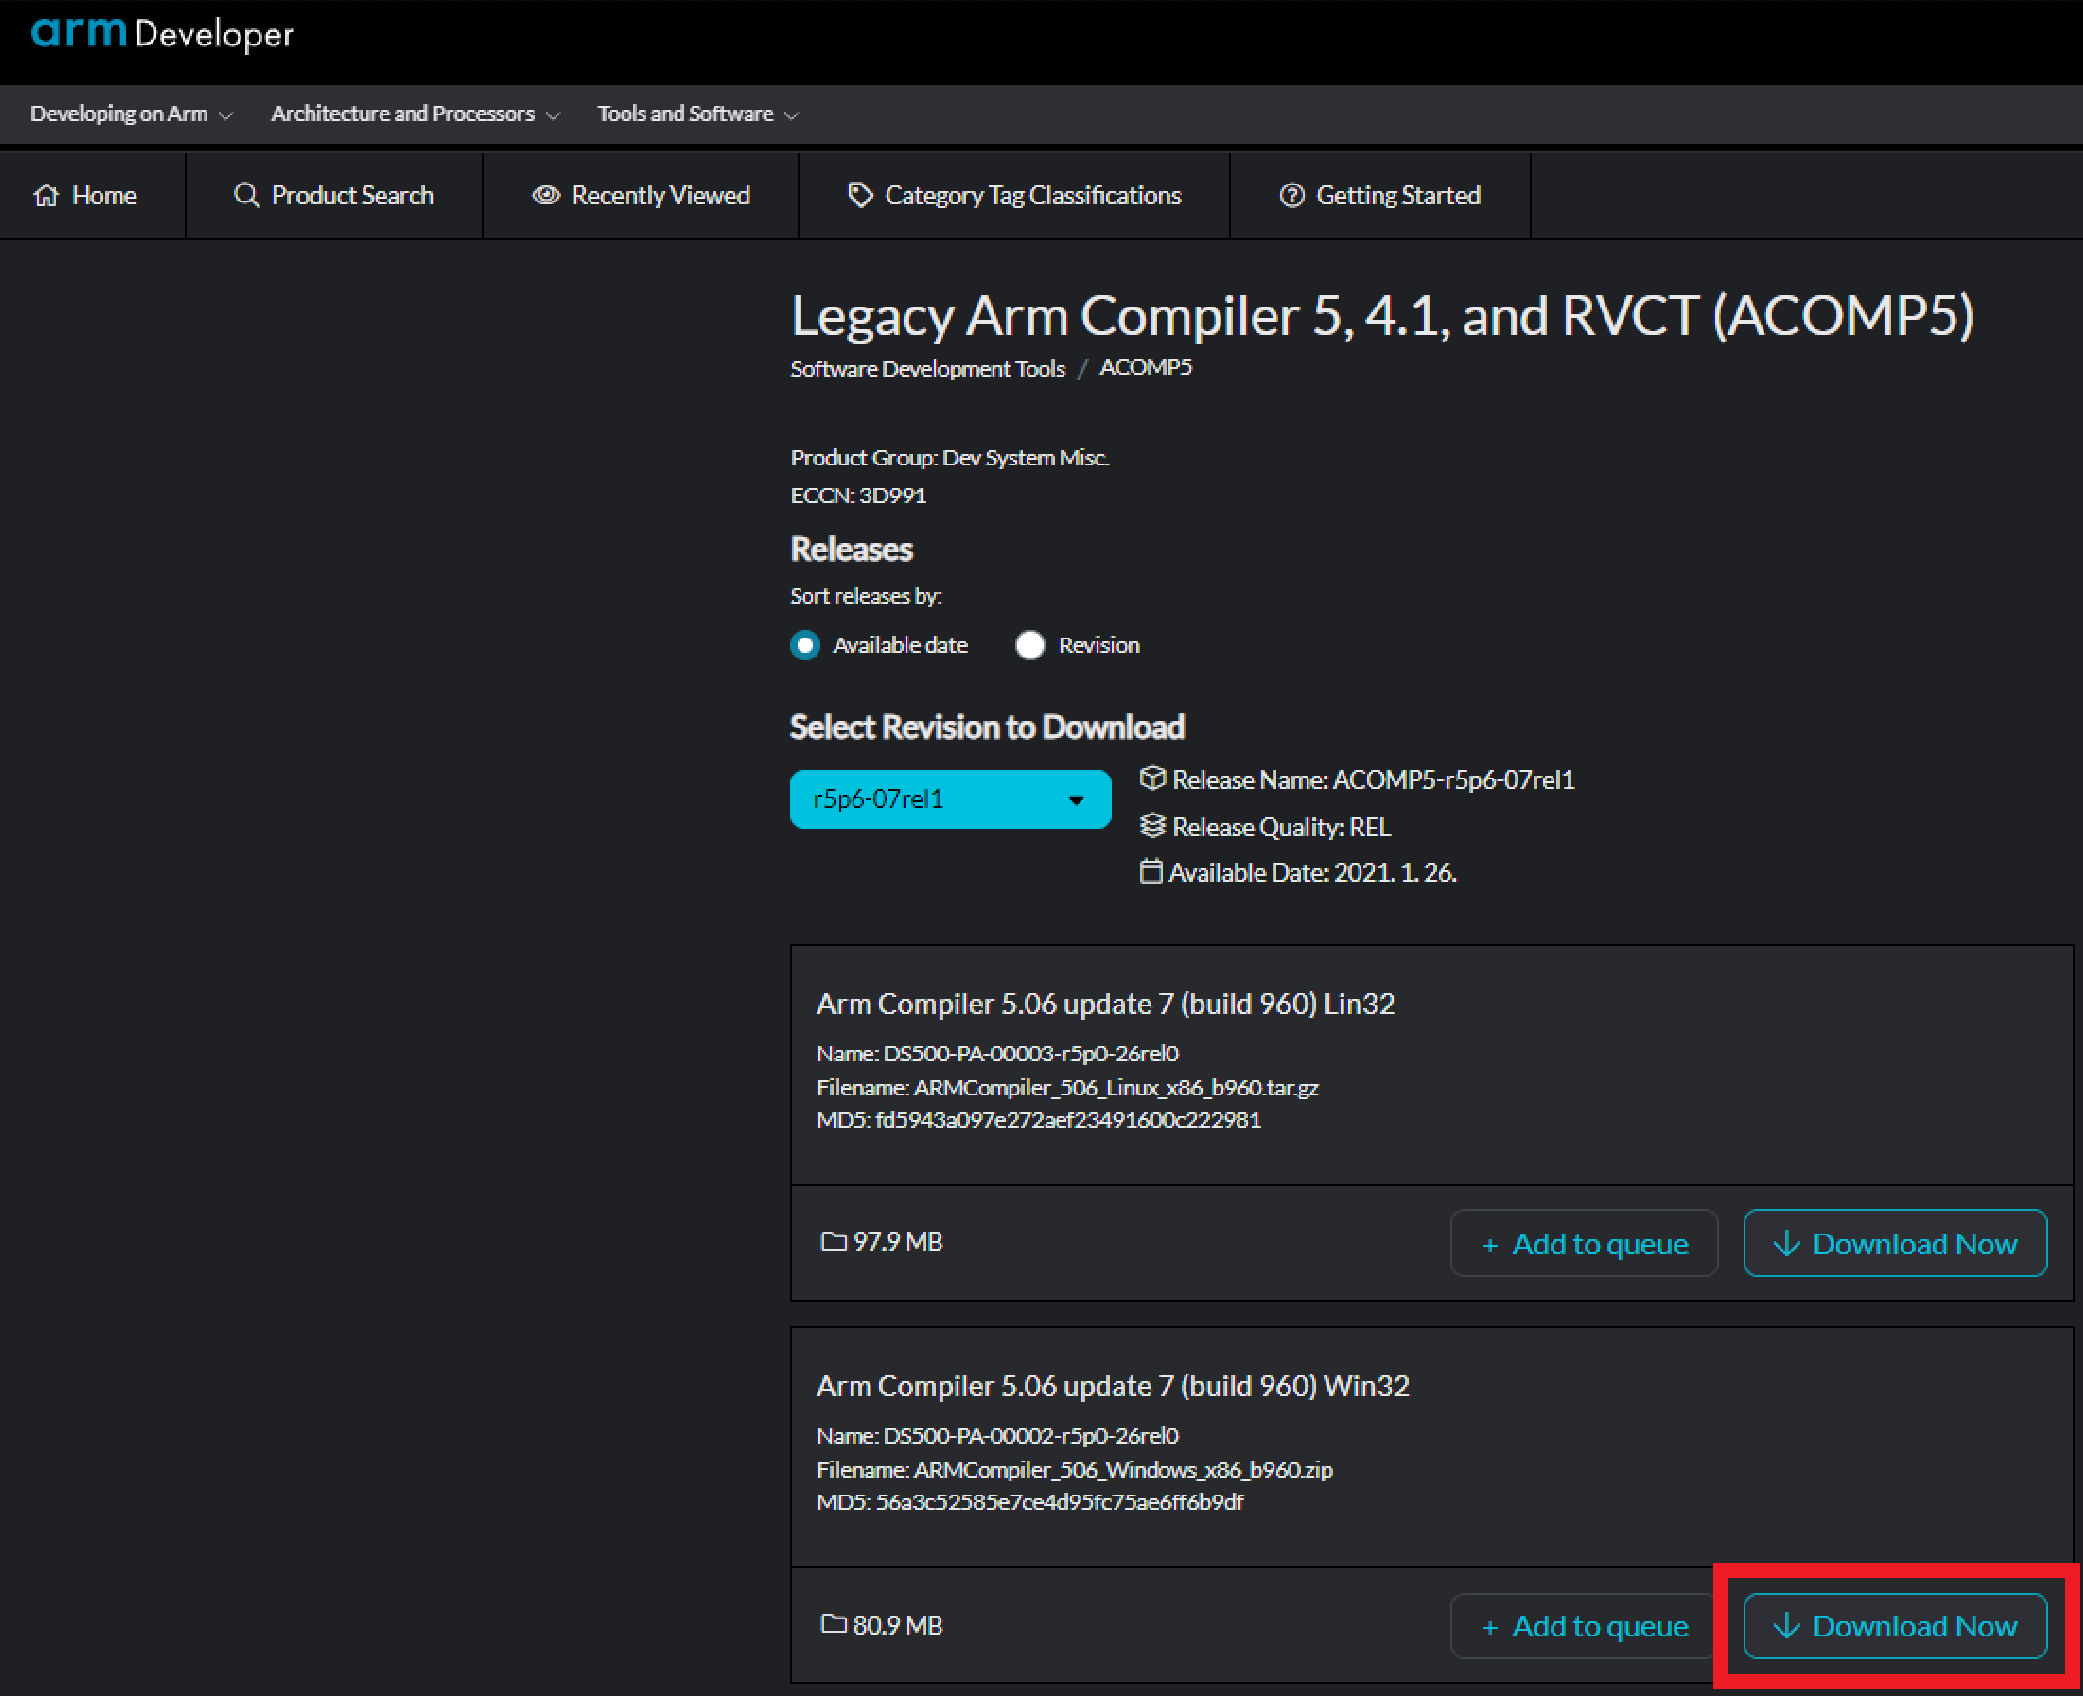 arm Developer
Developing on Arm
Architecture and Processors
Tools and Software
Home
Product Search
Recently Viewed
Category Tag Classifications
Getting Started
Legacy Arm Compiler 5, 4.1, and RVCT (ACOMP5)
Software Development Tools / ACOMP5
Product Group: Dev System Misc.
ECCN: 3D991
Releases
Sort releases by:
Available date
Revision
Select Revision to Download
r5p6-07rel1
Release Name: ACOMP5-r5p6-07rel1
Release Quality: REL
Available Date: 2021. 1. 26.
Arm Compiler 5.06 update 7 (build 960) Lin32
Name: DS500-PA-00003-r5p0-26rel0
Filename: ARMCompiler_506_Linux_x86_b960.tar.gz
MD5: fd5943a097e272aef23491600c222981
97.9 MB
+ Add to queue
Download Now
Arm Compiler 5.06 update 7 (build 960) Win32
Name: DS500-PA-00002-r5p0-26rel0
Filename: ARMCompiler_506_Windows_x86_b960.zip
MD5: 56a3c52585e7ce4d95fc75ae6ff6b9df
80.9 MB
+ Add to queue
Download Now